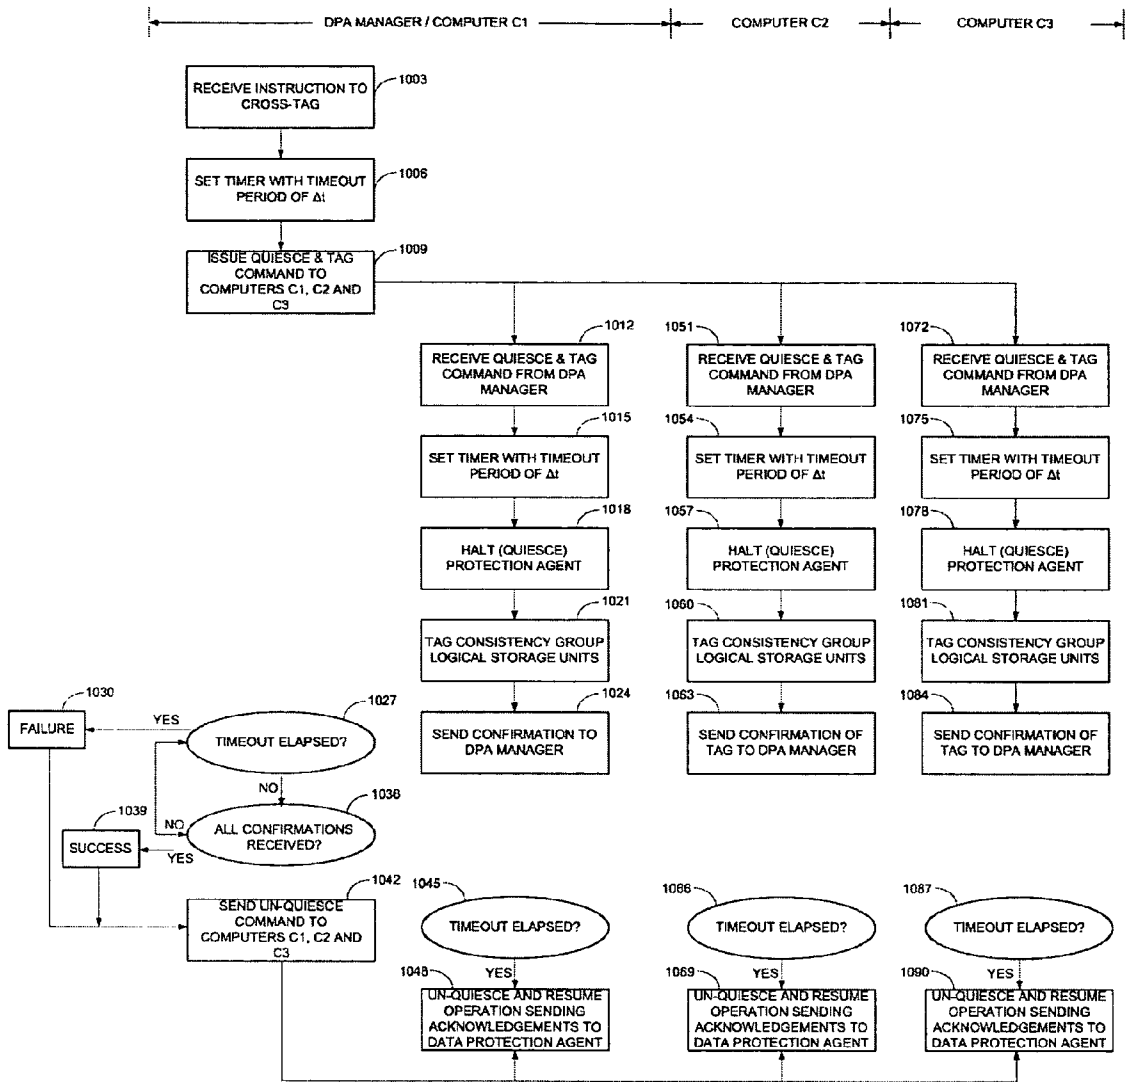 DPA MANAGER / COMPUTER C1
COMPUTER C2
COMPUTER C3
1003
RECEIVE INSTRUCTION TO
CROSS-TAG
1006
SET TIMER WITH TIMEOUT
PERIOD OF Δt
1009
ISSUE QUIESCE & TAG
COMMAND TO
COMPUTERS C1, C2 AND
C3
1012
RECEIVE QUIESCE & TAG
COMMAND FROM DPA
MANAGER
1051
RECEIVE QUIESCE & TAG
COMMAND FROM DPA
MANAGER
1072
RECEIVE QUIESCE & TAG
COMMAND FROM DPA
MANAGER
1015
SET TIMER WITH TIMEOUT
PERIOD OF Δt
1054
SET TIMER WITH TIMEOUT
PERIOD OF Δt
1075
SET TIMER WITH TIMEOUT
PERIOD OF Δt
1018
HALT (QUIESCE)
PROTECTION AGENT
1057
HALT (QUIESCE)
PROTECTION AGENT
1078
HALT (QUIESCE)
PROTECTION AGENT
1021
TAG CONSISTENCY GROUP
LOGICAL STORAGE UNITS
1060
TAG CONSISTENCY GROUP
LOGICAL STORAGE UNITS
1081
TAG CONSISTENCY GROUP
LOGICAL STORAGE UNITS
1024
SEND CONFIRMATION TO
DPA MANAGER
1063
SEND CONFIRMATION OF
TAG TO DPA MANAGER
1084
SEND CONFIRMATION OF
TAG TO DPA MANAGER
1030
FAILURE
YES
1027
TIMEOUT ELAPSED?
NO
1036
ALL CONFIRMATIONS
RECEIVED?
NO
YES
1039
SUCCESS
1042
SEND UN-QUIESCE
COMMAND TO
COMPUTERS C1, C2 AND
C3
1045
TIMEOUT ELAPSED?
YES
1066
TIMEOUT ELAPSED?
YES
1087
TIMEOUT ELAPSED?
YES
1048
UN-QUIESCE AND RESUME
OPERATION SENDING
ACKNOWLEDGEMENTS TO
DATA PROTECTION AGENT
1069
UN-QUIESCE AND RESUME
OPERATION SENDING
ACKNOWLEDGEMENTS TO
DATA PROTECTION AGENT
1090
UN-QUIESCE AND RESUME
OPERATION SENDING
ACKNOWLEDGEMENTS TO
DATA PROTECTION AGENT